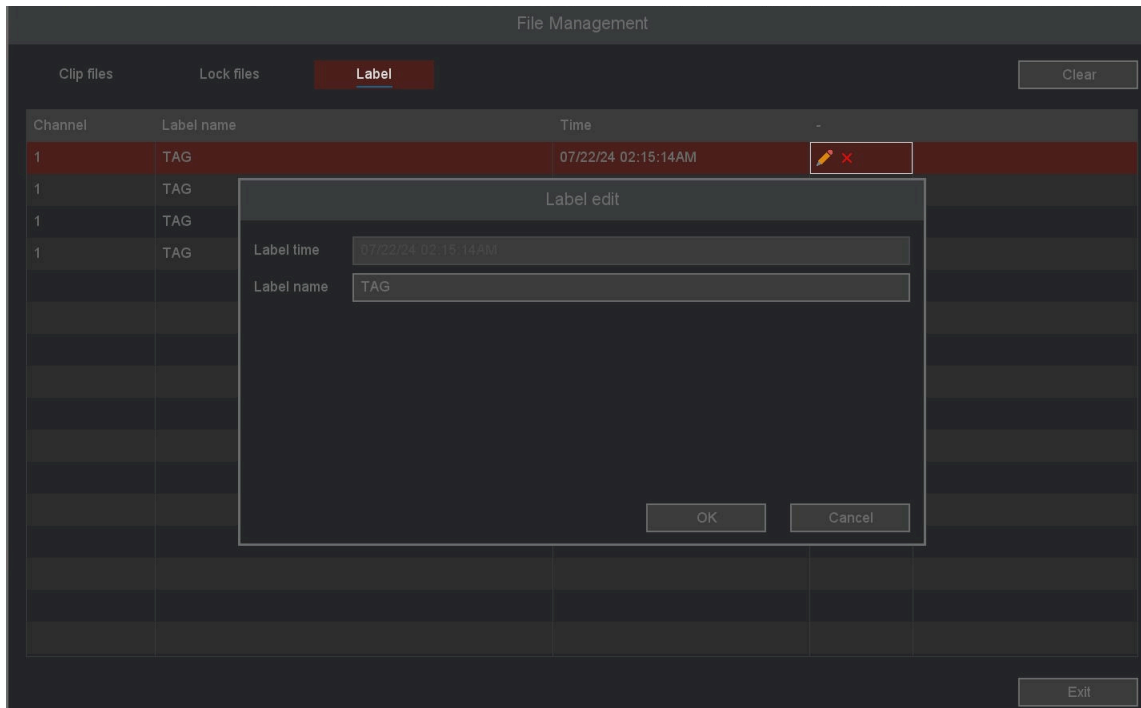 File Management
Clip files Lock files Label Clear
Channel Label name Time -
1 TAG 07/22/24 02:15:14AM
1 TAG
1 TAG
1 TAG
Label edit
Label time 07/22/24 02:15:14AM
Label name TAG
OK Cancel
Exit